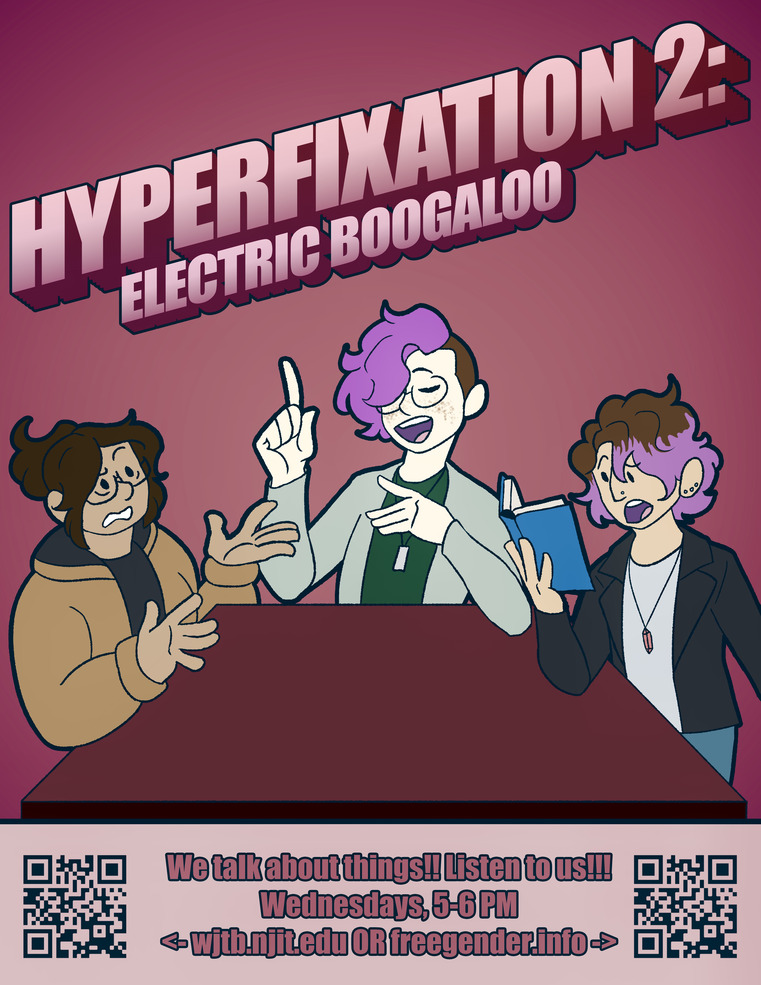 HYPERFIXATION 2:
ELECTRIC BOOGALOO
We talk about things!! Listen to us!!!
Wednesdays, 5-6 PM
<- wjtb.njit.edu OR freegender.info ->